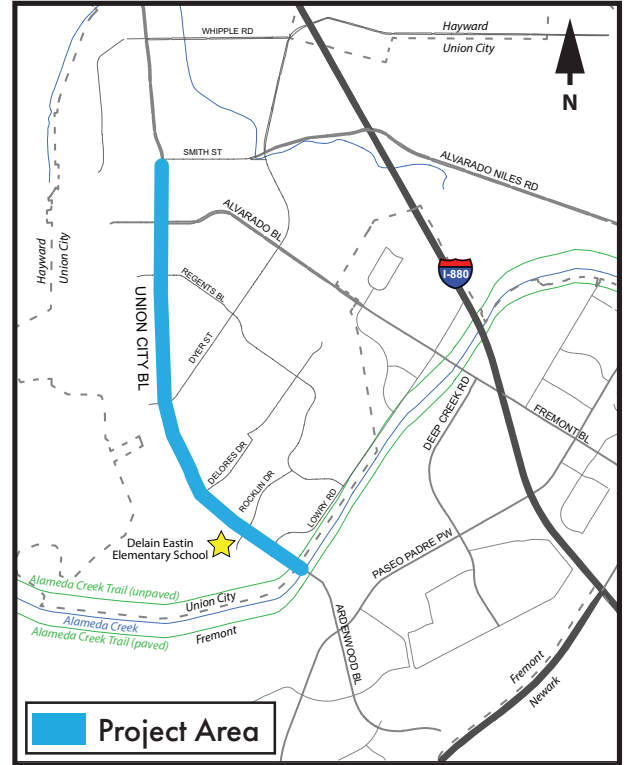 WHIPPLE RD
Hayward
Union City
N
SMITH ST
ALVARADO NILES RD
ALVARADO BL
Hayward
Union City
I-880
REGENTS BL
UNION CITY BL
DYER ST
DEEP CREEK RD
FREMONT BL
DELORES DR
ROCKLIN DR
LOWRY RD
Delain Eastin
Elementary School
PASEO PADRE PW
Alameda Creek Trail (unpaved)
Union City
Alameda Creek
Fremont
Alameda Creek Trail (paved)
ARDENWOOD BL
Fremont
Newark
Project Area